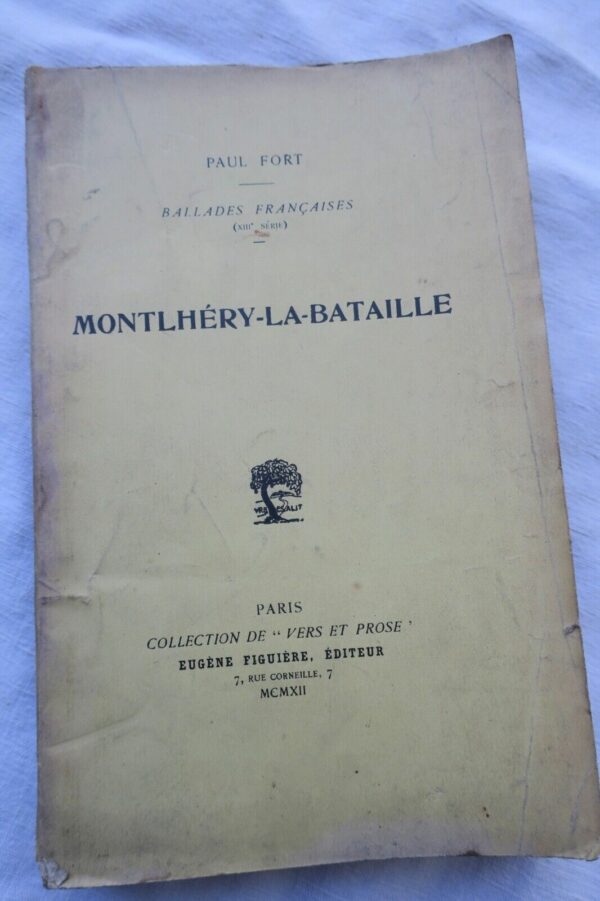 PAUL FORT
BALLADES FRANÇAISES
(XIIIe SÉRIE)
MONTLHÉRY-LA-BATAILLE
PARIS
COLLECTION DE “ VERS ET PROSE ’
EUGÈNE FIGUIÈRE, ÉDITEUR
7, RUE CORNEILLE, 7
MCMXII